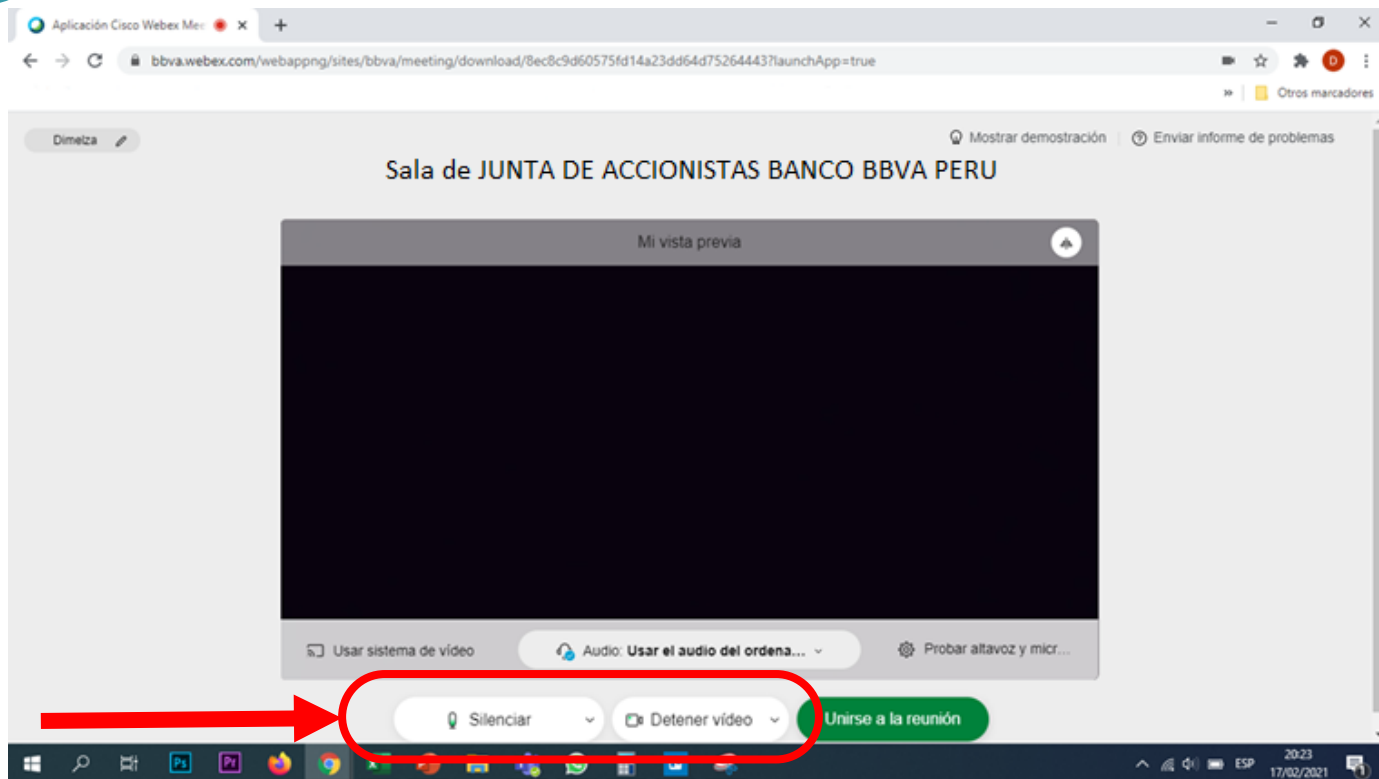 Aplicación Cisco Webex Mee
bbva.webex.com/webappng/sites/bbva/meeting/download/8ec8c9d60575fd14a23dd64d75264443?launchApp=true
D
» Otros marcadores
Dimelza
Mostrar demostración
Enviar informe de problemas
Sala de JUNTA DE ACCIONISTAS BANCO BBVA PERU
Mi vista previa
Usar sistema de vídeo
Audio: Usar el audio del ordena...
Probar altavoz y micr...
Silenciar
Detener vídeo
Unirse a la reunión
Ps
Pr
ESP
20:23
17/02/2021